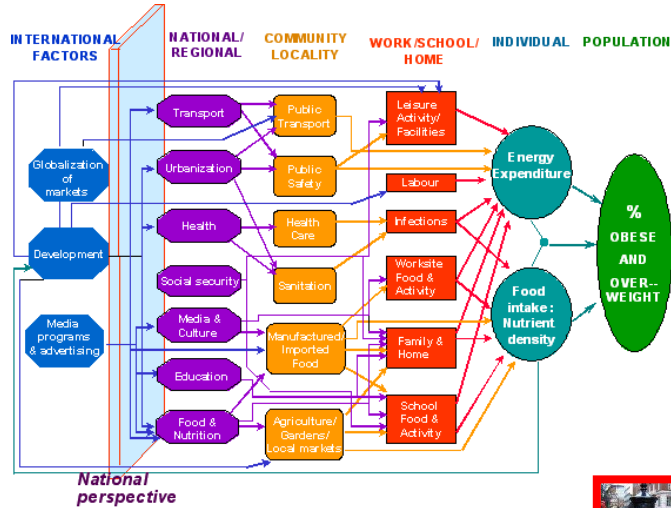 INTERNATIONAL
FACTORS
NATIONAL/
REGIONAL
COMMUNITY
LOCALITY
WORK/SCHOOL/
HOME
INDIVIDUAL
POPULATION
Transport
Urbanization
Health
Social security
Media &
Culture
Education
Food &
Nutrition
Globalization
of
markets
Development
Media
programs
& advertising
Public
Transport
Public
Safety
Health
Care
Sanitation
Manufactured/
Imported
Food
Agriculture/
Gardens/
Local markets
Leisure
Activity/
Facilities
Labour
Infections
Worksite
Food &
Activity
Family &
Home
School
Food &
Activity
Energy
Expenditure
Food
intake :
Nutrient
density
%
OBESE
AND
OVER--
WEIGHT
National
perspective